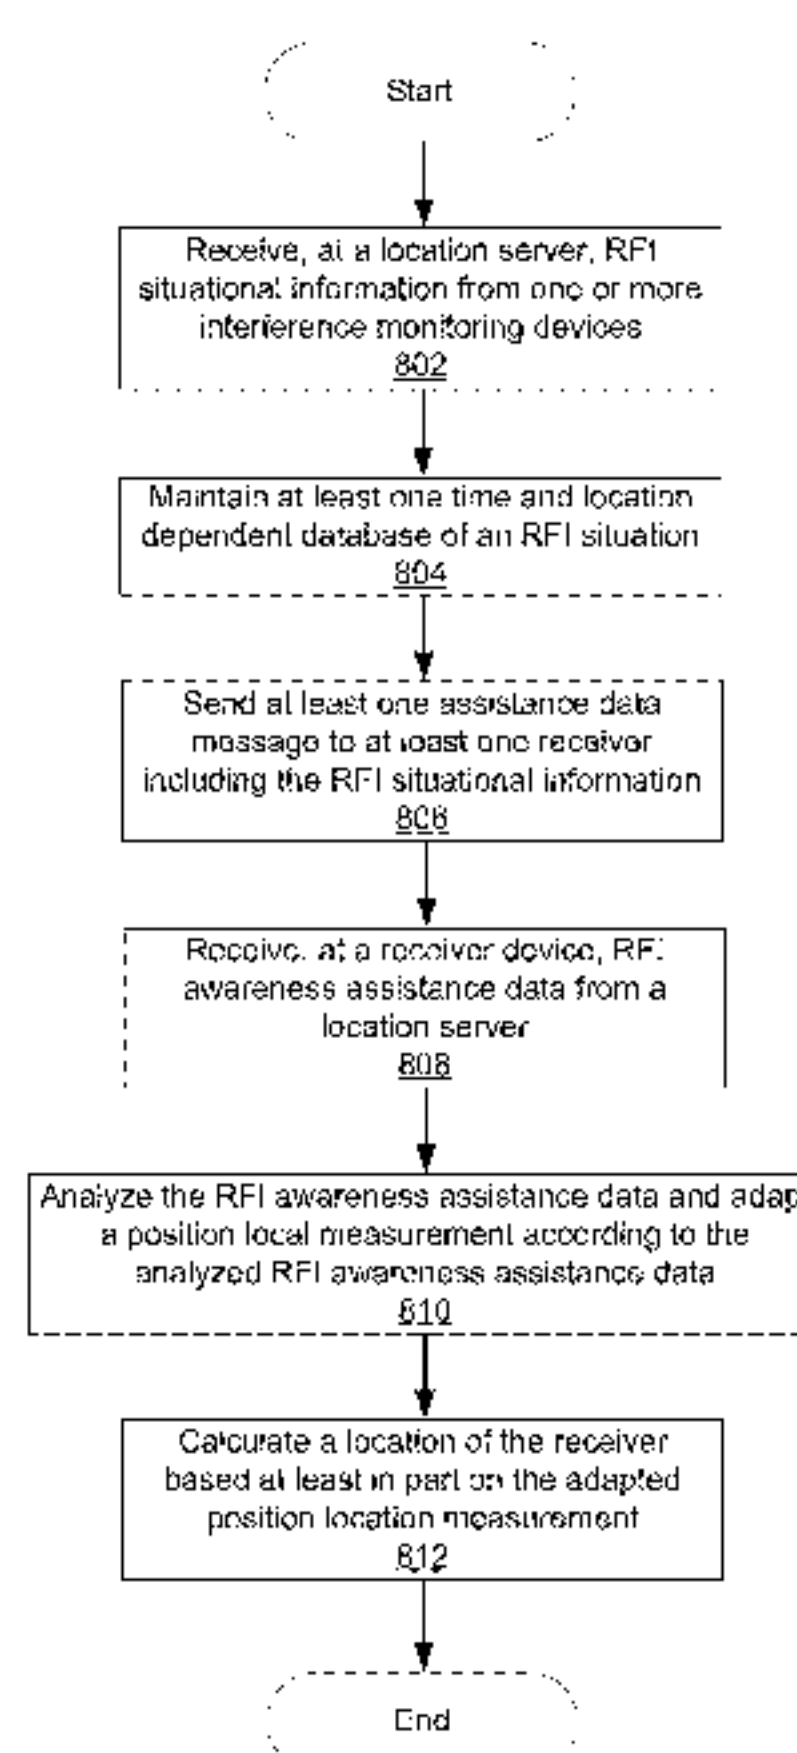 Start
Receive, at a location server, RFI
situational information from one or more
interference monitoring devices
802
Maintain at least one time and location
dependent database of an RFI situation
804
Send at least one assistance data
message to at least one receiver
including the RFI situational information
806
Receive, at a receiver device, RFI
awareness assistance data from a
location server
808
Analyze the RFI awareness assistance data and adap
a position local measurement according to the
analyzed RFI awareness assistance data
810
Calculate a location of the receiver
based at least in part on the adapted
position location measurement
812
End